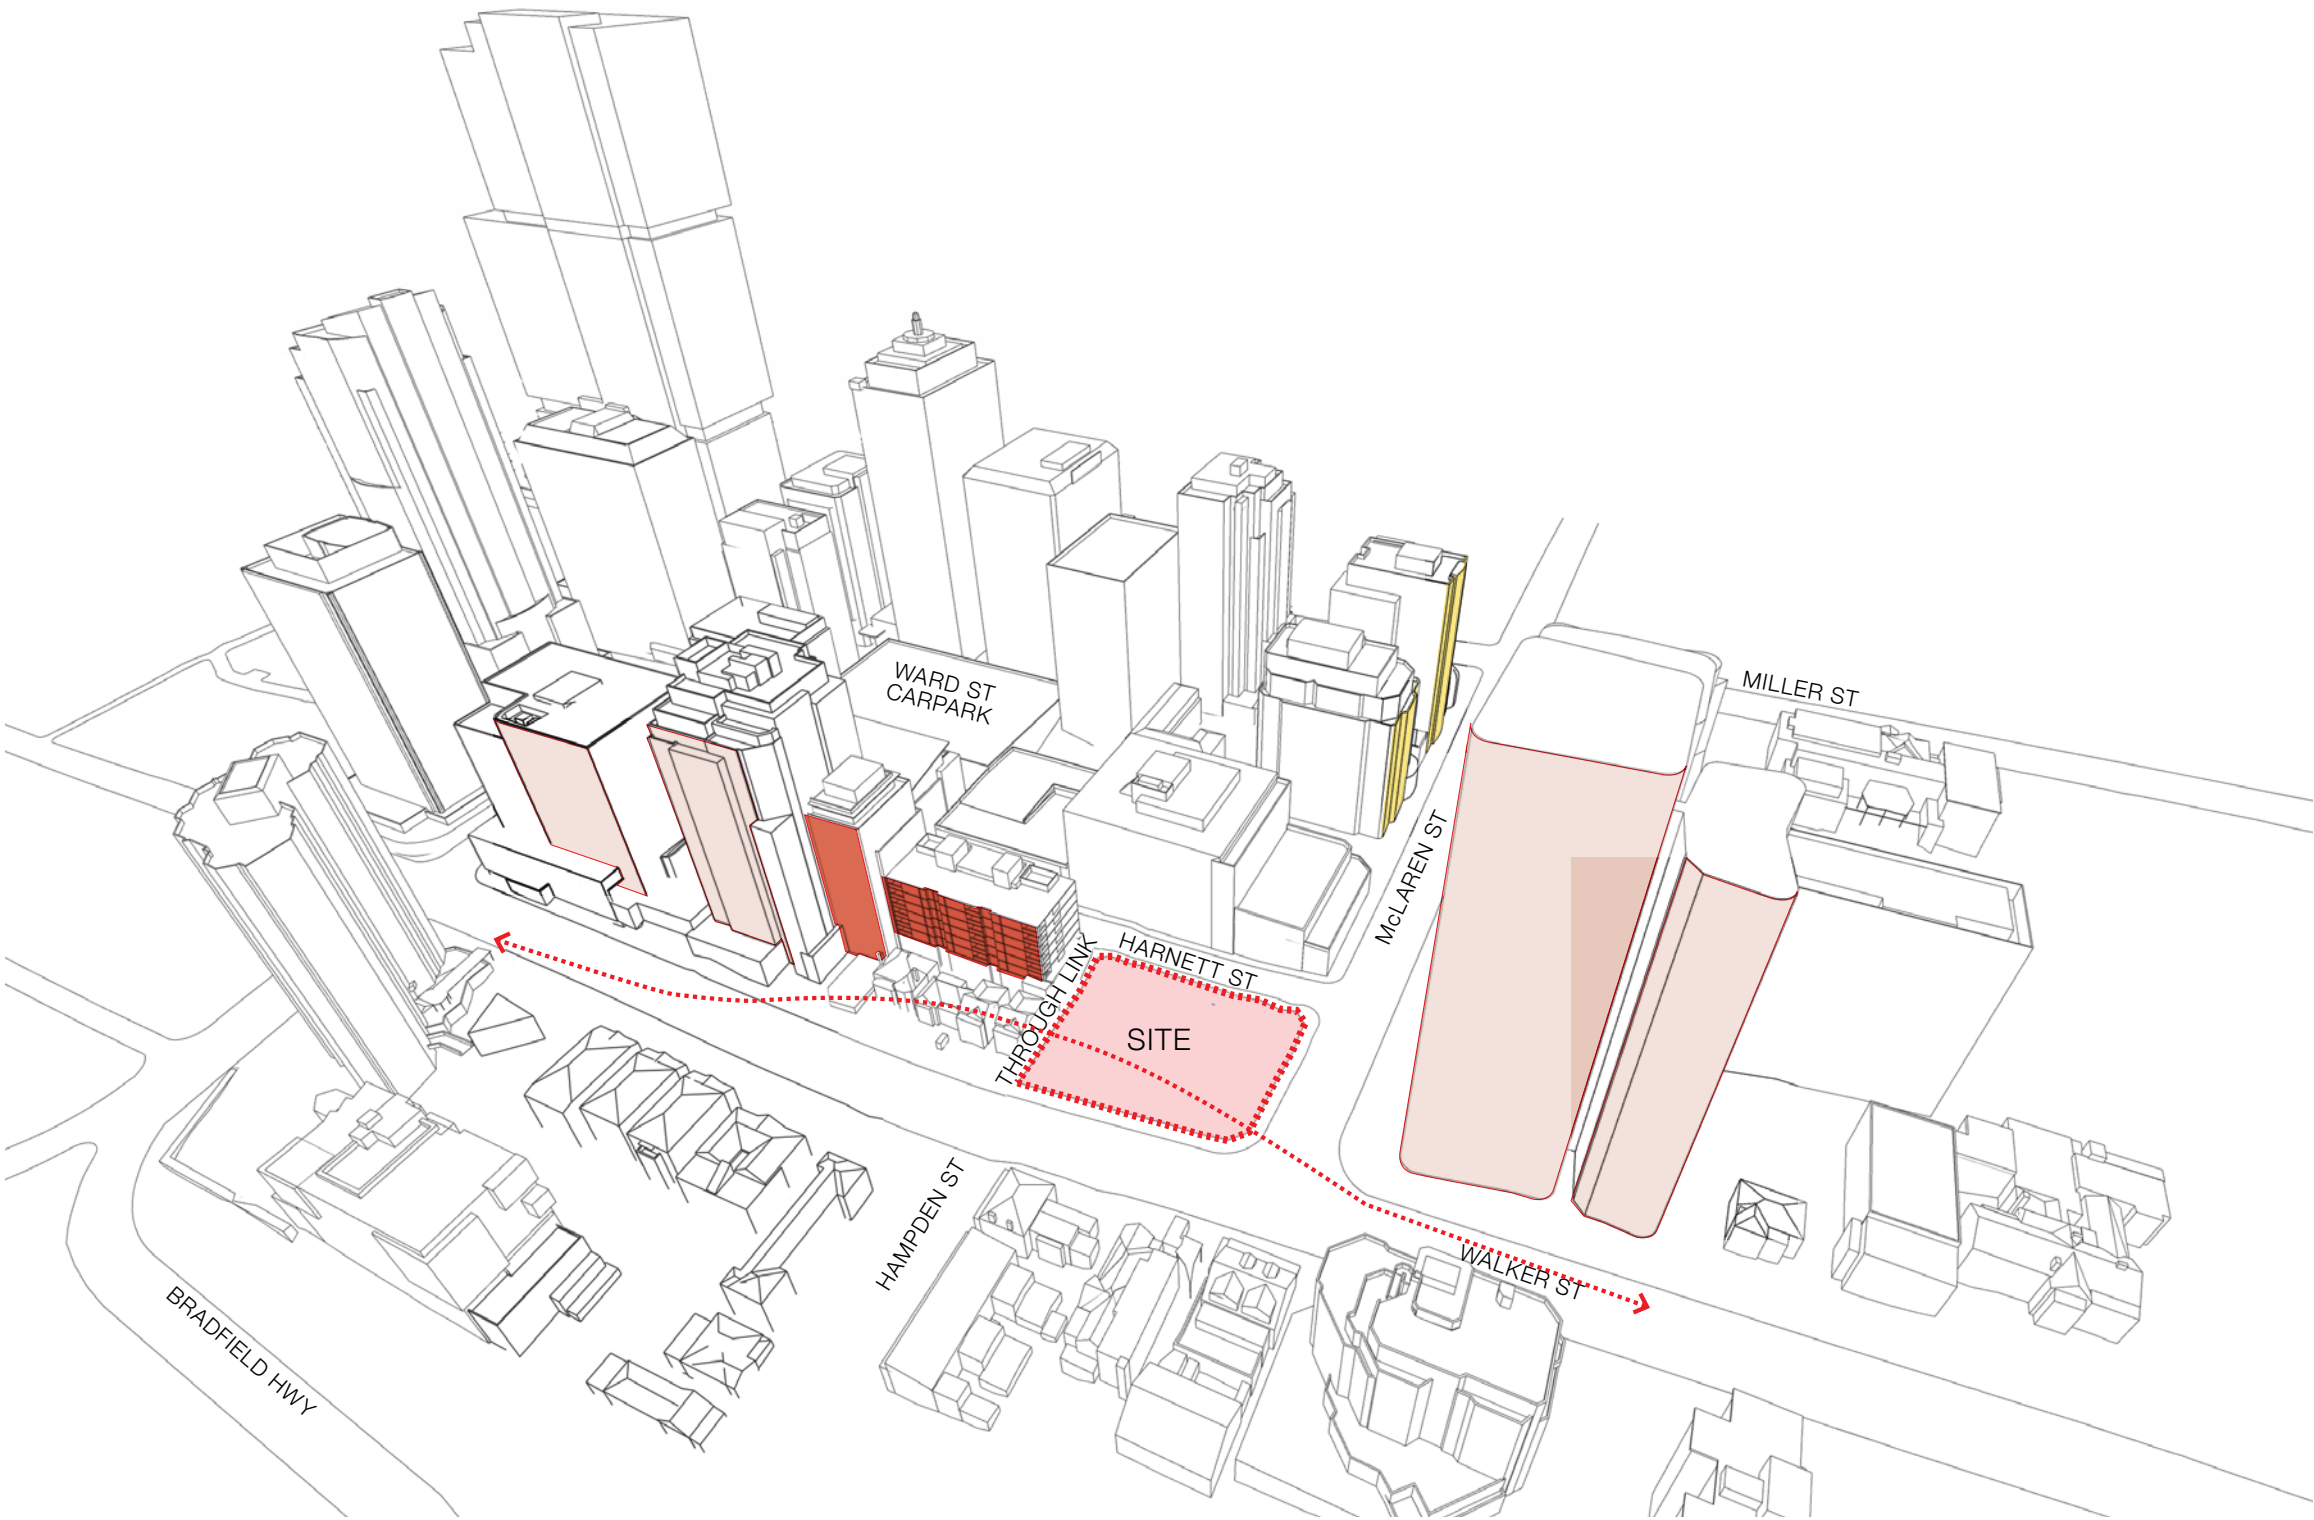 WARD ST
CARPARK
MILLER ST
McLAREN ST
HARNETT ST
THROUGH LINK
SITE
HAMPDEN ST
WALKER ST
BRADFIELD HWY